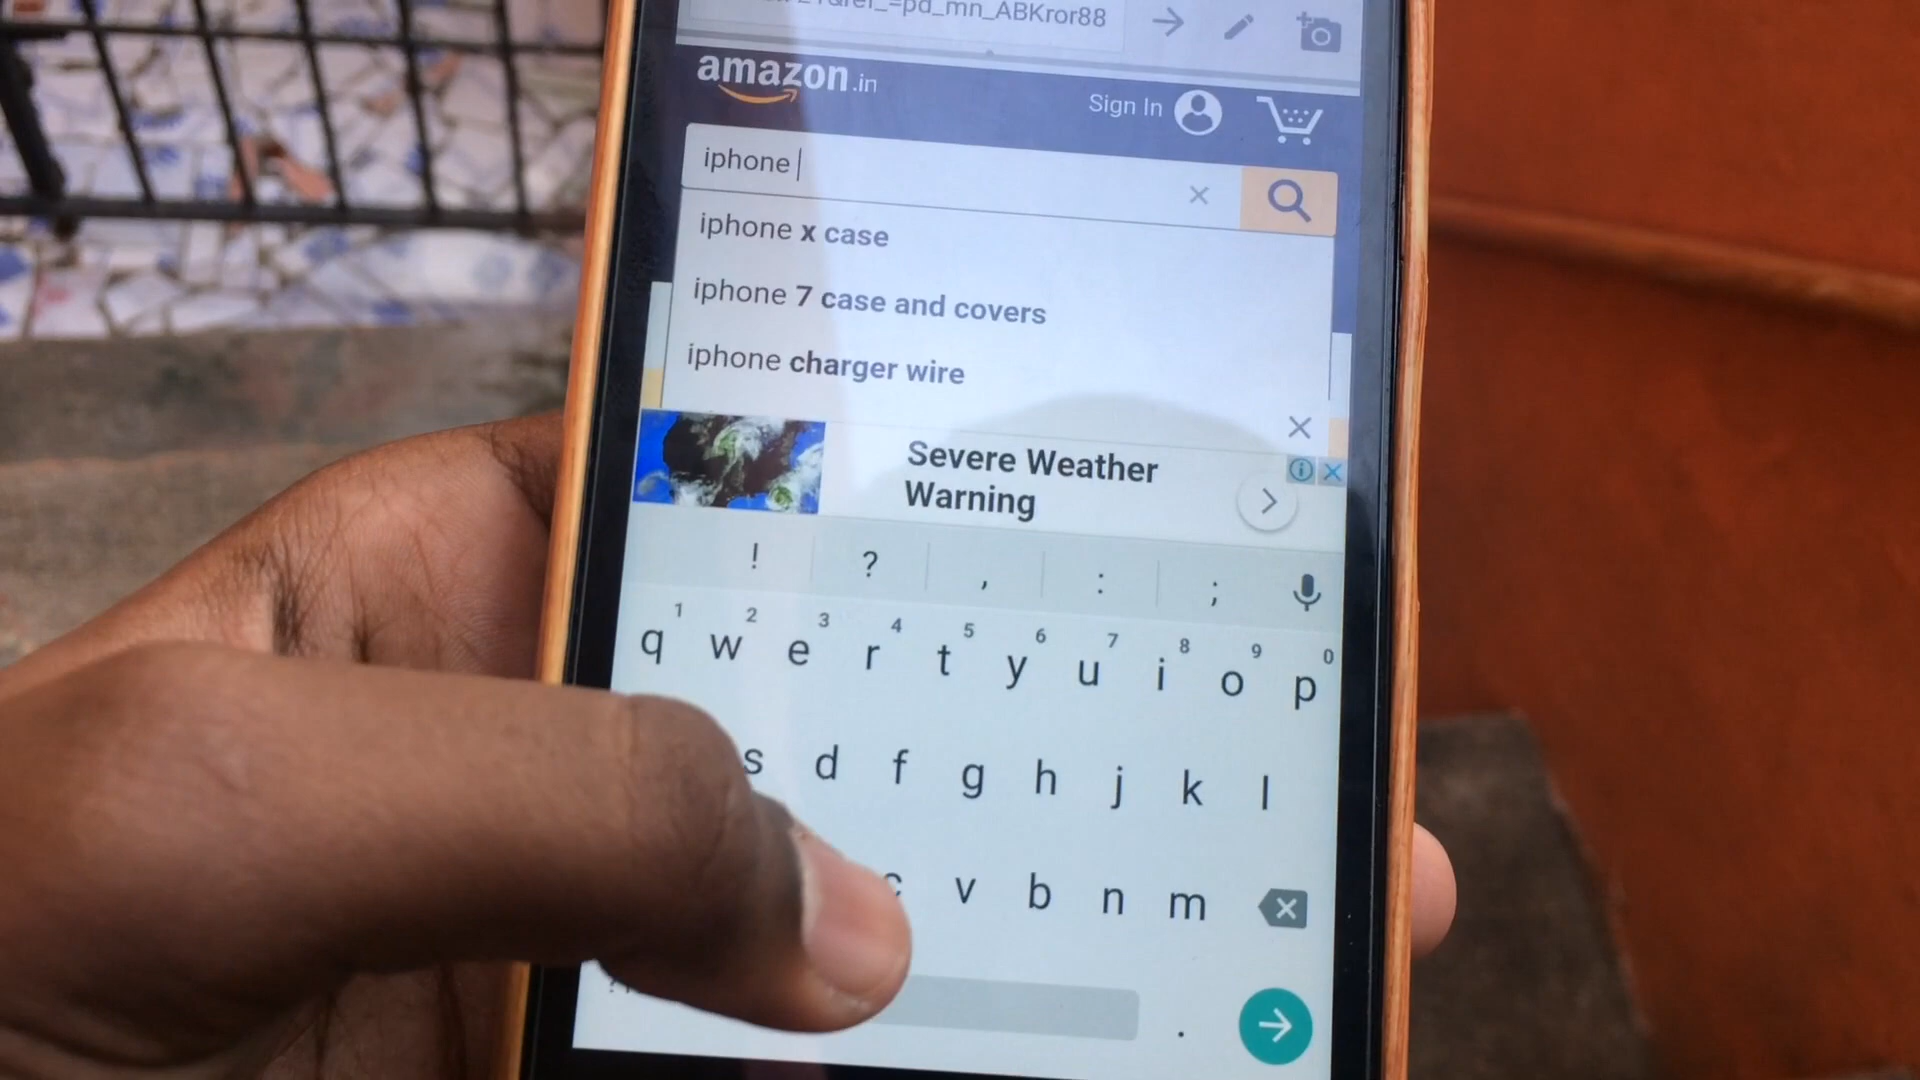 =pd_mn_ABKror88
amazon.in
Sign In
iphone
iphone x case
iphone 7 case and covers
iphone charger wire
Severe Weather
Warning
! ? , : ;
1 2 3 4 5 6 7 8 9 0
q w e r t y u i o p
s d f g h j k l
c v b n m
.